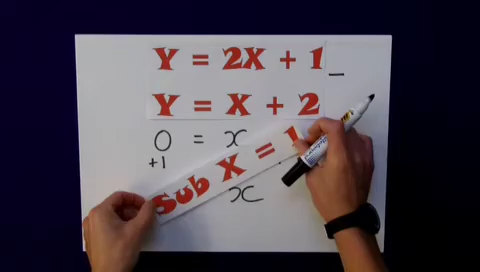 Y = 2X + 1 _
Y = X + 2
0 = x
+1
Sub X = 1
x